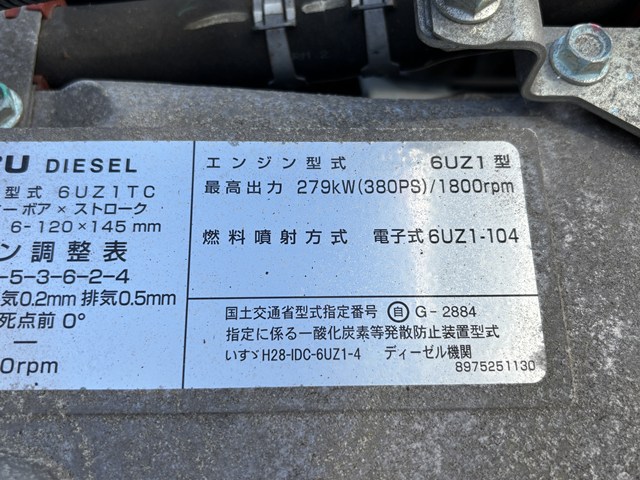 DIESEL
型式 6UZ1TC
ボア × ストローク
6-120×145 mm
調整表
-5-3-6-2-4
気0.2mm 排気0.5mm
死点前 0°
0rpm
エンジン型式 6UZ1型
最高出力 279kW(380PS)/1800rpm
燃料噴射方式 電子式6UZ1-104
国土交通省型式指定番号 自 G-2884
指定に係る一酸化炭素等発散防止装置型式
いすゞH28-IDC-6UZ1-4 ディーゼル機関
8975251130